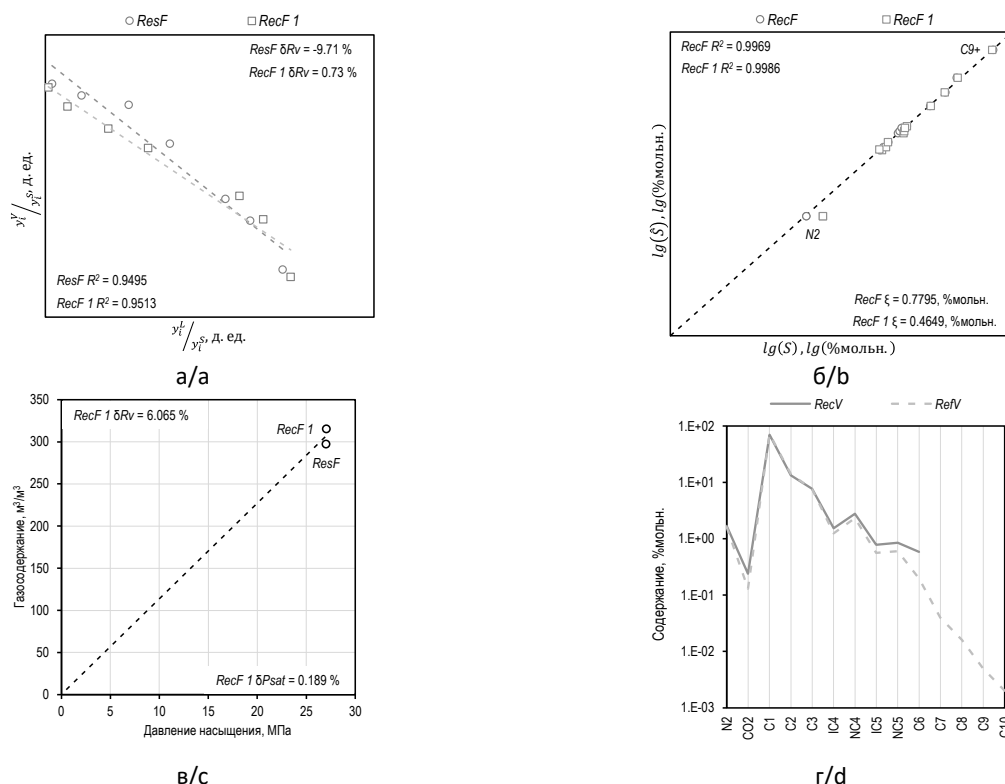 ResF RecF 1
ResF δRv = -9.71 %
RecF 1 δRv = 0.73 %
y_i^V/y_i^S, д. ед.
ResF R² = 0.9495
RecF 1 R² = 0.9513
y_i^L/y_i^S, д. ед.
а/a
RecF RecF 1
RecF R² = 0.9969
RecF 1 R² = 0.9986
C9+
lg(Ŝ), lg(%мольн.)
N2
RecF ξ = 0.7795, %мольн.
RecF 1 ξ = 0.4649, %мольн.
lg(S), lg(%мольн.)
б/b
350
300
250
200
150
100
50
0
Газосодержание, м³/м³
RecF 1 δRv = 6.065 %
RecF 1
ResF
RecF 1 δPsat = 0.189 %
0 5 10 15 20 25 30
Давление насыщения, МПа
в/c
RecV RefV
1.E+02
1.E+01
1.E+00
1.E-01
1.E-02
1.E-03
Содержание, %мольн.
N2 CO2 C1 C2 C3 IC4 NC4 IC5 NC5 C6 C7 C8 C9 C10
г/d